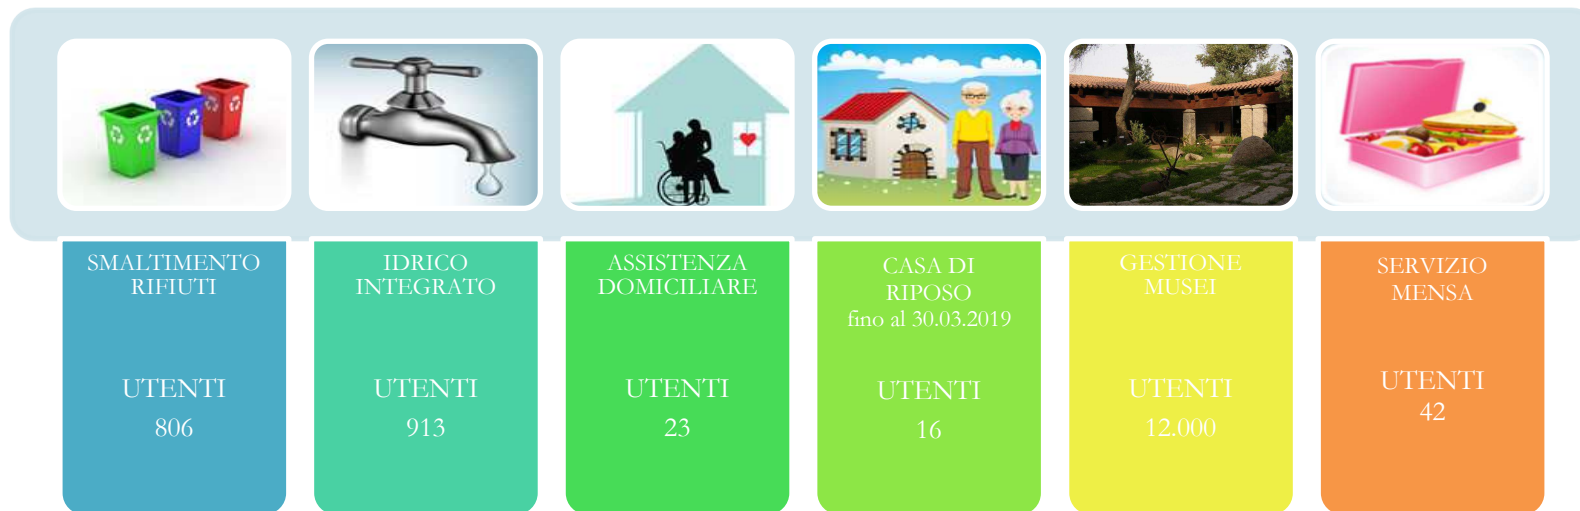 SMALTIMENTO
RIFIUTI
UTENTI
806
IDRICO
INTEGRATO
UTENTI
913
ASSISTENZA
DOMICILIARE
UTENTI
23
CASA DI
RIPOSO
fino al 30.03.2019
UTENTI
16
GESTIONE
MUSEI
UTENTI
12.000
SERVIZIO
MENSA
UTENTI
42